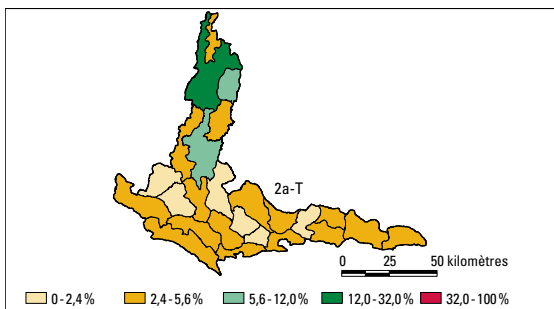 2a-T
0 25 50 kilomètres
0 - 2,4 % 2,4 - 5,6 % 5,6 - 12,0 % 12,0 - 32,0 % 32,0 - 100 %